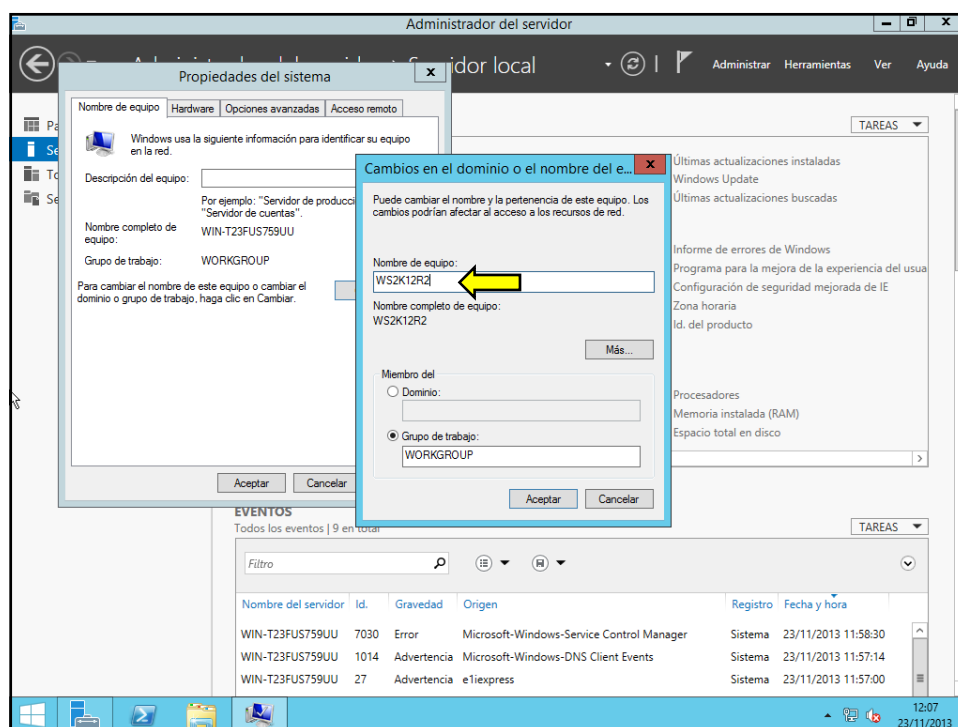 Administrador del servidor
idor local
Administrar Herramientas Ver Ayuda
Propiedades del sistema
Nombre de equipo Hardware Opciones avanzadas Acceso remoto
Windows usa la siguiente información para identificar su equipo
en la red.
Descripción del equipo:
Por ejemplo: "Servidor de producci
"Servidor de cuentas".
Nombre completo de
equipo:
WIN-T23FUS759UU
Grupo de trabajo: WORKGROUP
Para cambiar el nombre de este equipo o cambiar el
dominio o grupo de trabajo, haga clic en Cambiar.
Aceptar Cancelar
Cambios en el dominio o el nombre del e...
Puede cambiar el nombre y la pertenencia de este equipo. Los
cambios podrían afectar al acceso a los recursos de red.
Nombre de equipo:
WS2K12R2
Nombre completo de equipo:
WS2K12R2
Más...
Miembro del
Dominio:
Grupo de trabajo:
WORKGROUP
Aceptar Cancelar
TAREAS
Últimas actualizaciones instaladas
Windows Update
Últimas actualizaciones buscadas
Informe de errores de Windows
Programa para la mejora de la experiencia del usua
Configuración de seguridad mejorada de IE
Zona horaria
Id. del producto
Procesadores
Memoria instalada (RAM)
Espacio total en disco
EVENTOS
Todos los eventos | 9 en total
TAREAS
Filtro
Nombre del servidor Id. Gravedad Origen Registro Fecha y hora
WIN-T23FUS759UU 7030 Error Microsoft-Windows-Service Control Manager Sistema 23/11/2013 11:58:30
WIN-T23FUS759UU 1014 Advertencia Microsoft-Windows-DNS Client Events Sistema 23/11/2013 11:57:14
WIN-T23FUS759UU 27 Advertencia e1iexpress Sistema 23/11/2013 11:57:00
12:07
23/11/2013